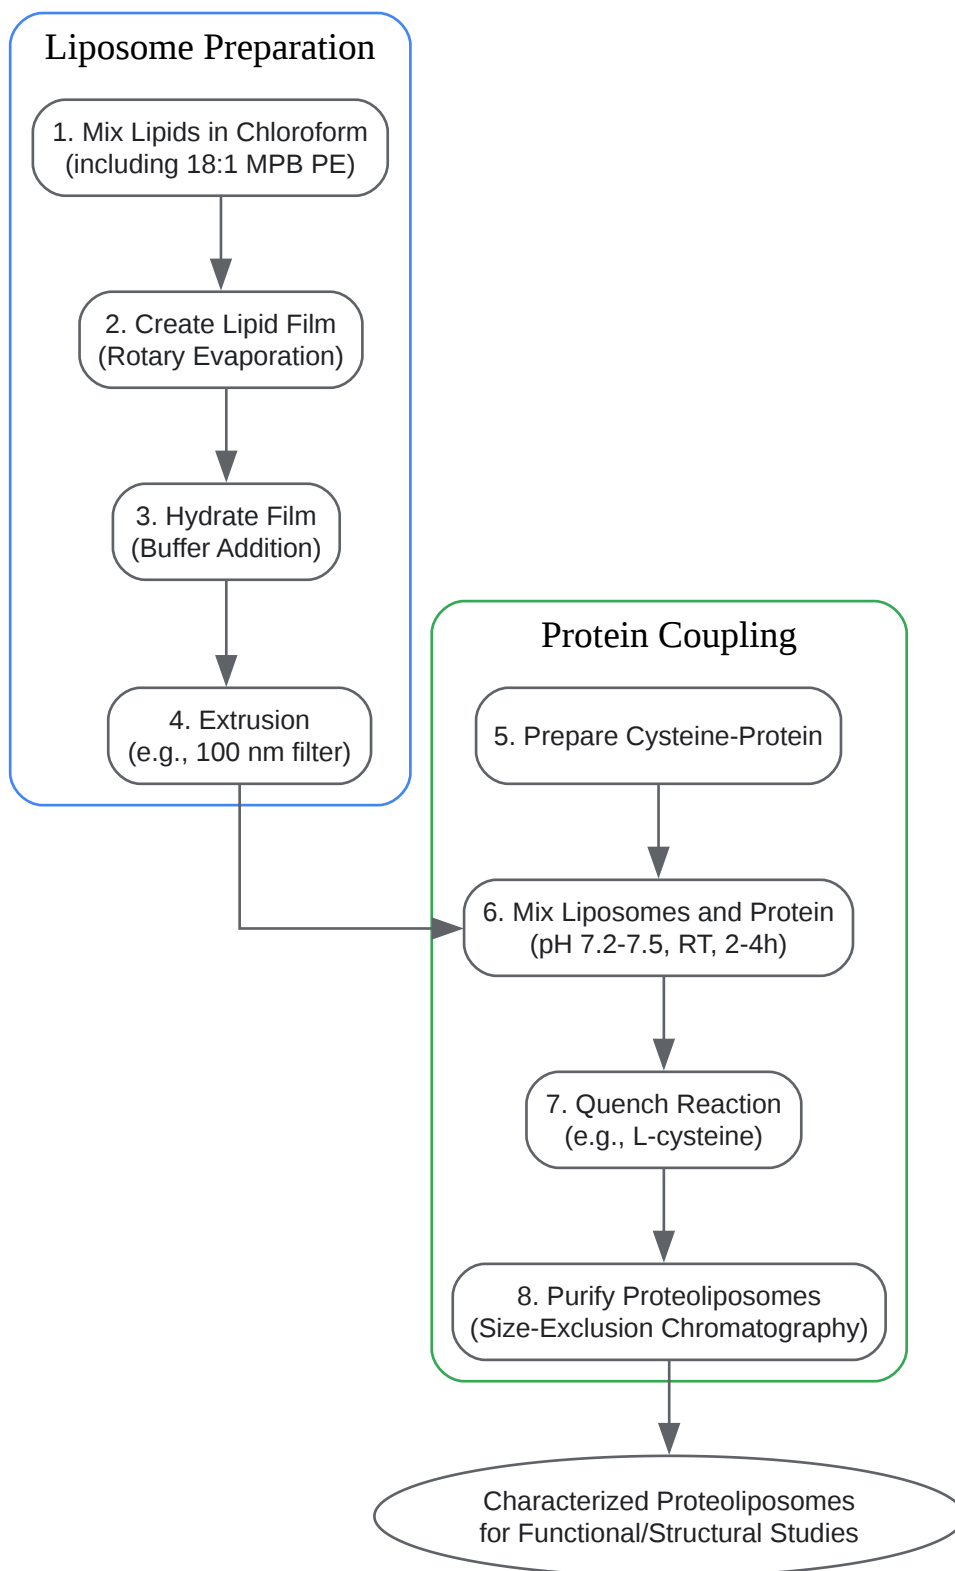 Liposome Preparation
1. Mix Lipids in Chloroform
(including 18:1 MPB PE)
2. Create Lipid Film
(Rotary Evaporation)
3. Hydrate Film
(Buffer Addition)
4. Extrusion
(e.g., 100 nm filter)
Protein Coupling
5. Prepare Cysteine-Protein
6. Mix Liposomes and Protein
(pH 7.2-7.5, RT, 2-4h)
7. Quench Reaction
(e.g., L-cysteine)
8. Purify Proteoliposomes
(Size-Exclusion Chromatography)
Characterized Proteoliposomes
for Functional/Structural Studies